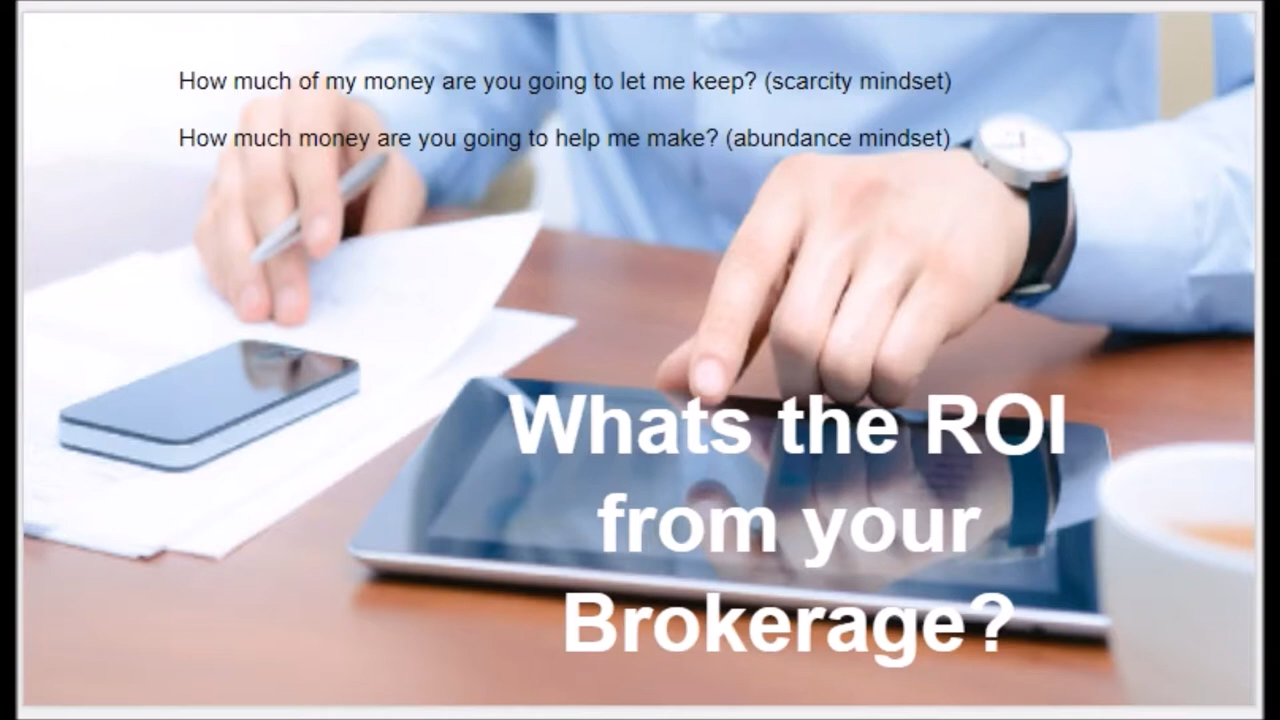 How much of my money are you going to let me keep? (scarcity mindset)
How much money are you going to help me make? (abundance mindset)
Whats the ROI
from your
Brokerage?